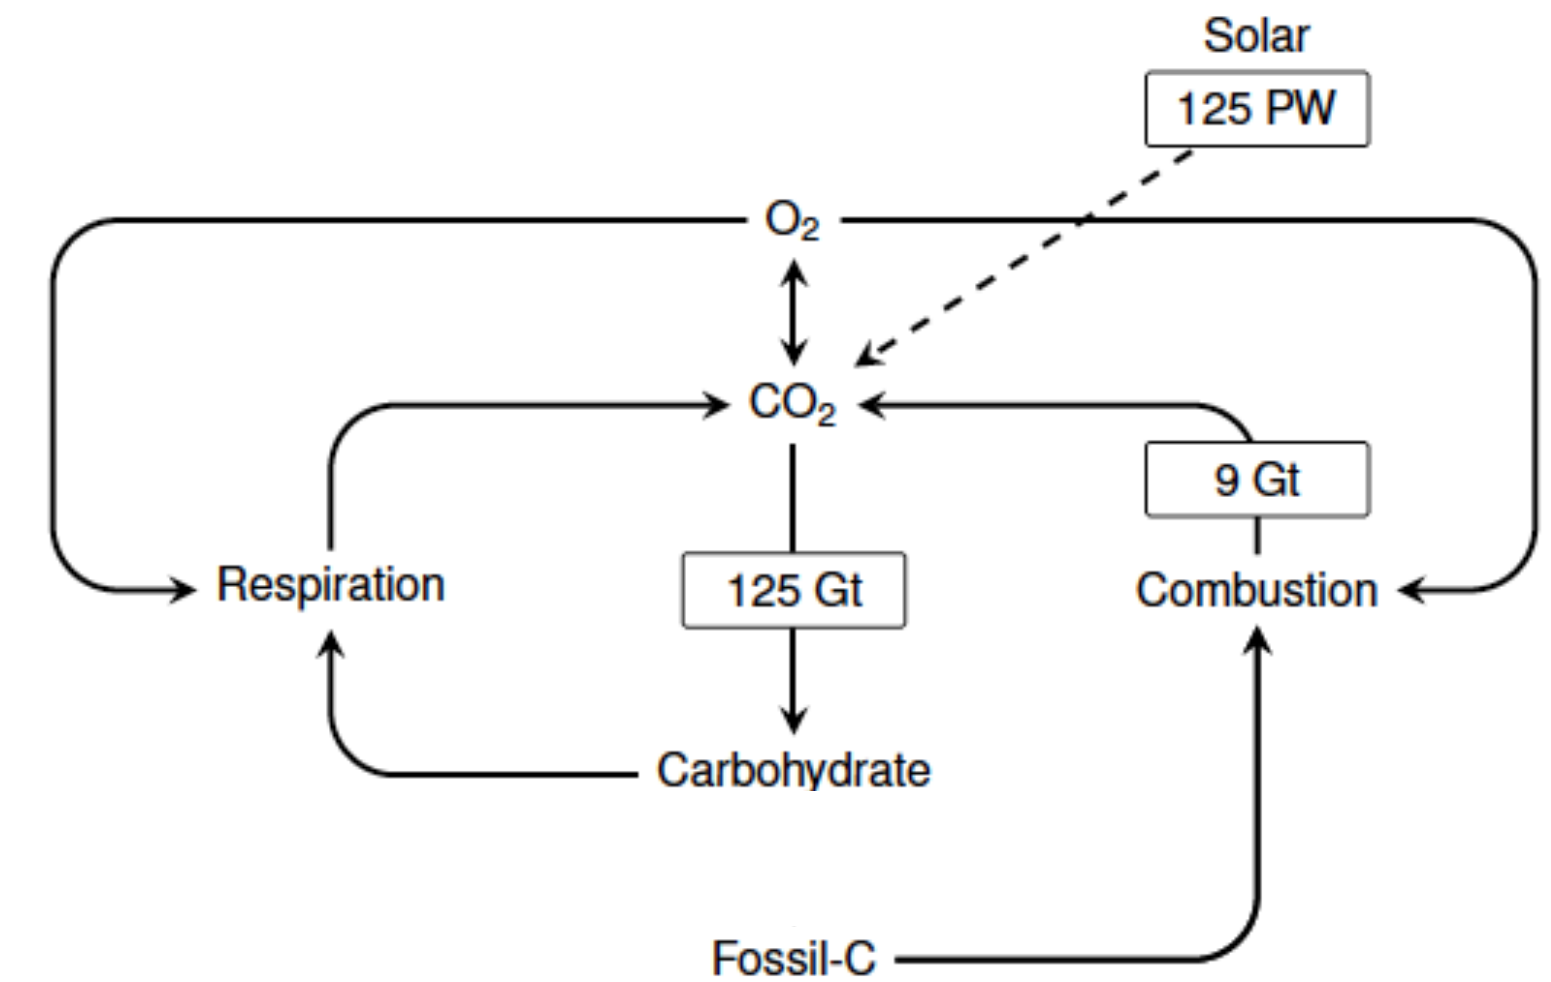 Solar
125 PW
O₂
CO₂
9 Gt
Respiration
125 Gt
Combustion
Carbohydrate
Fossil-C